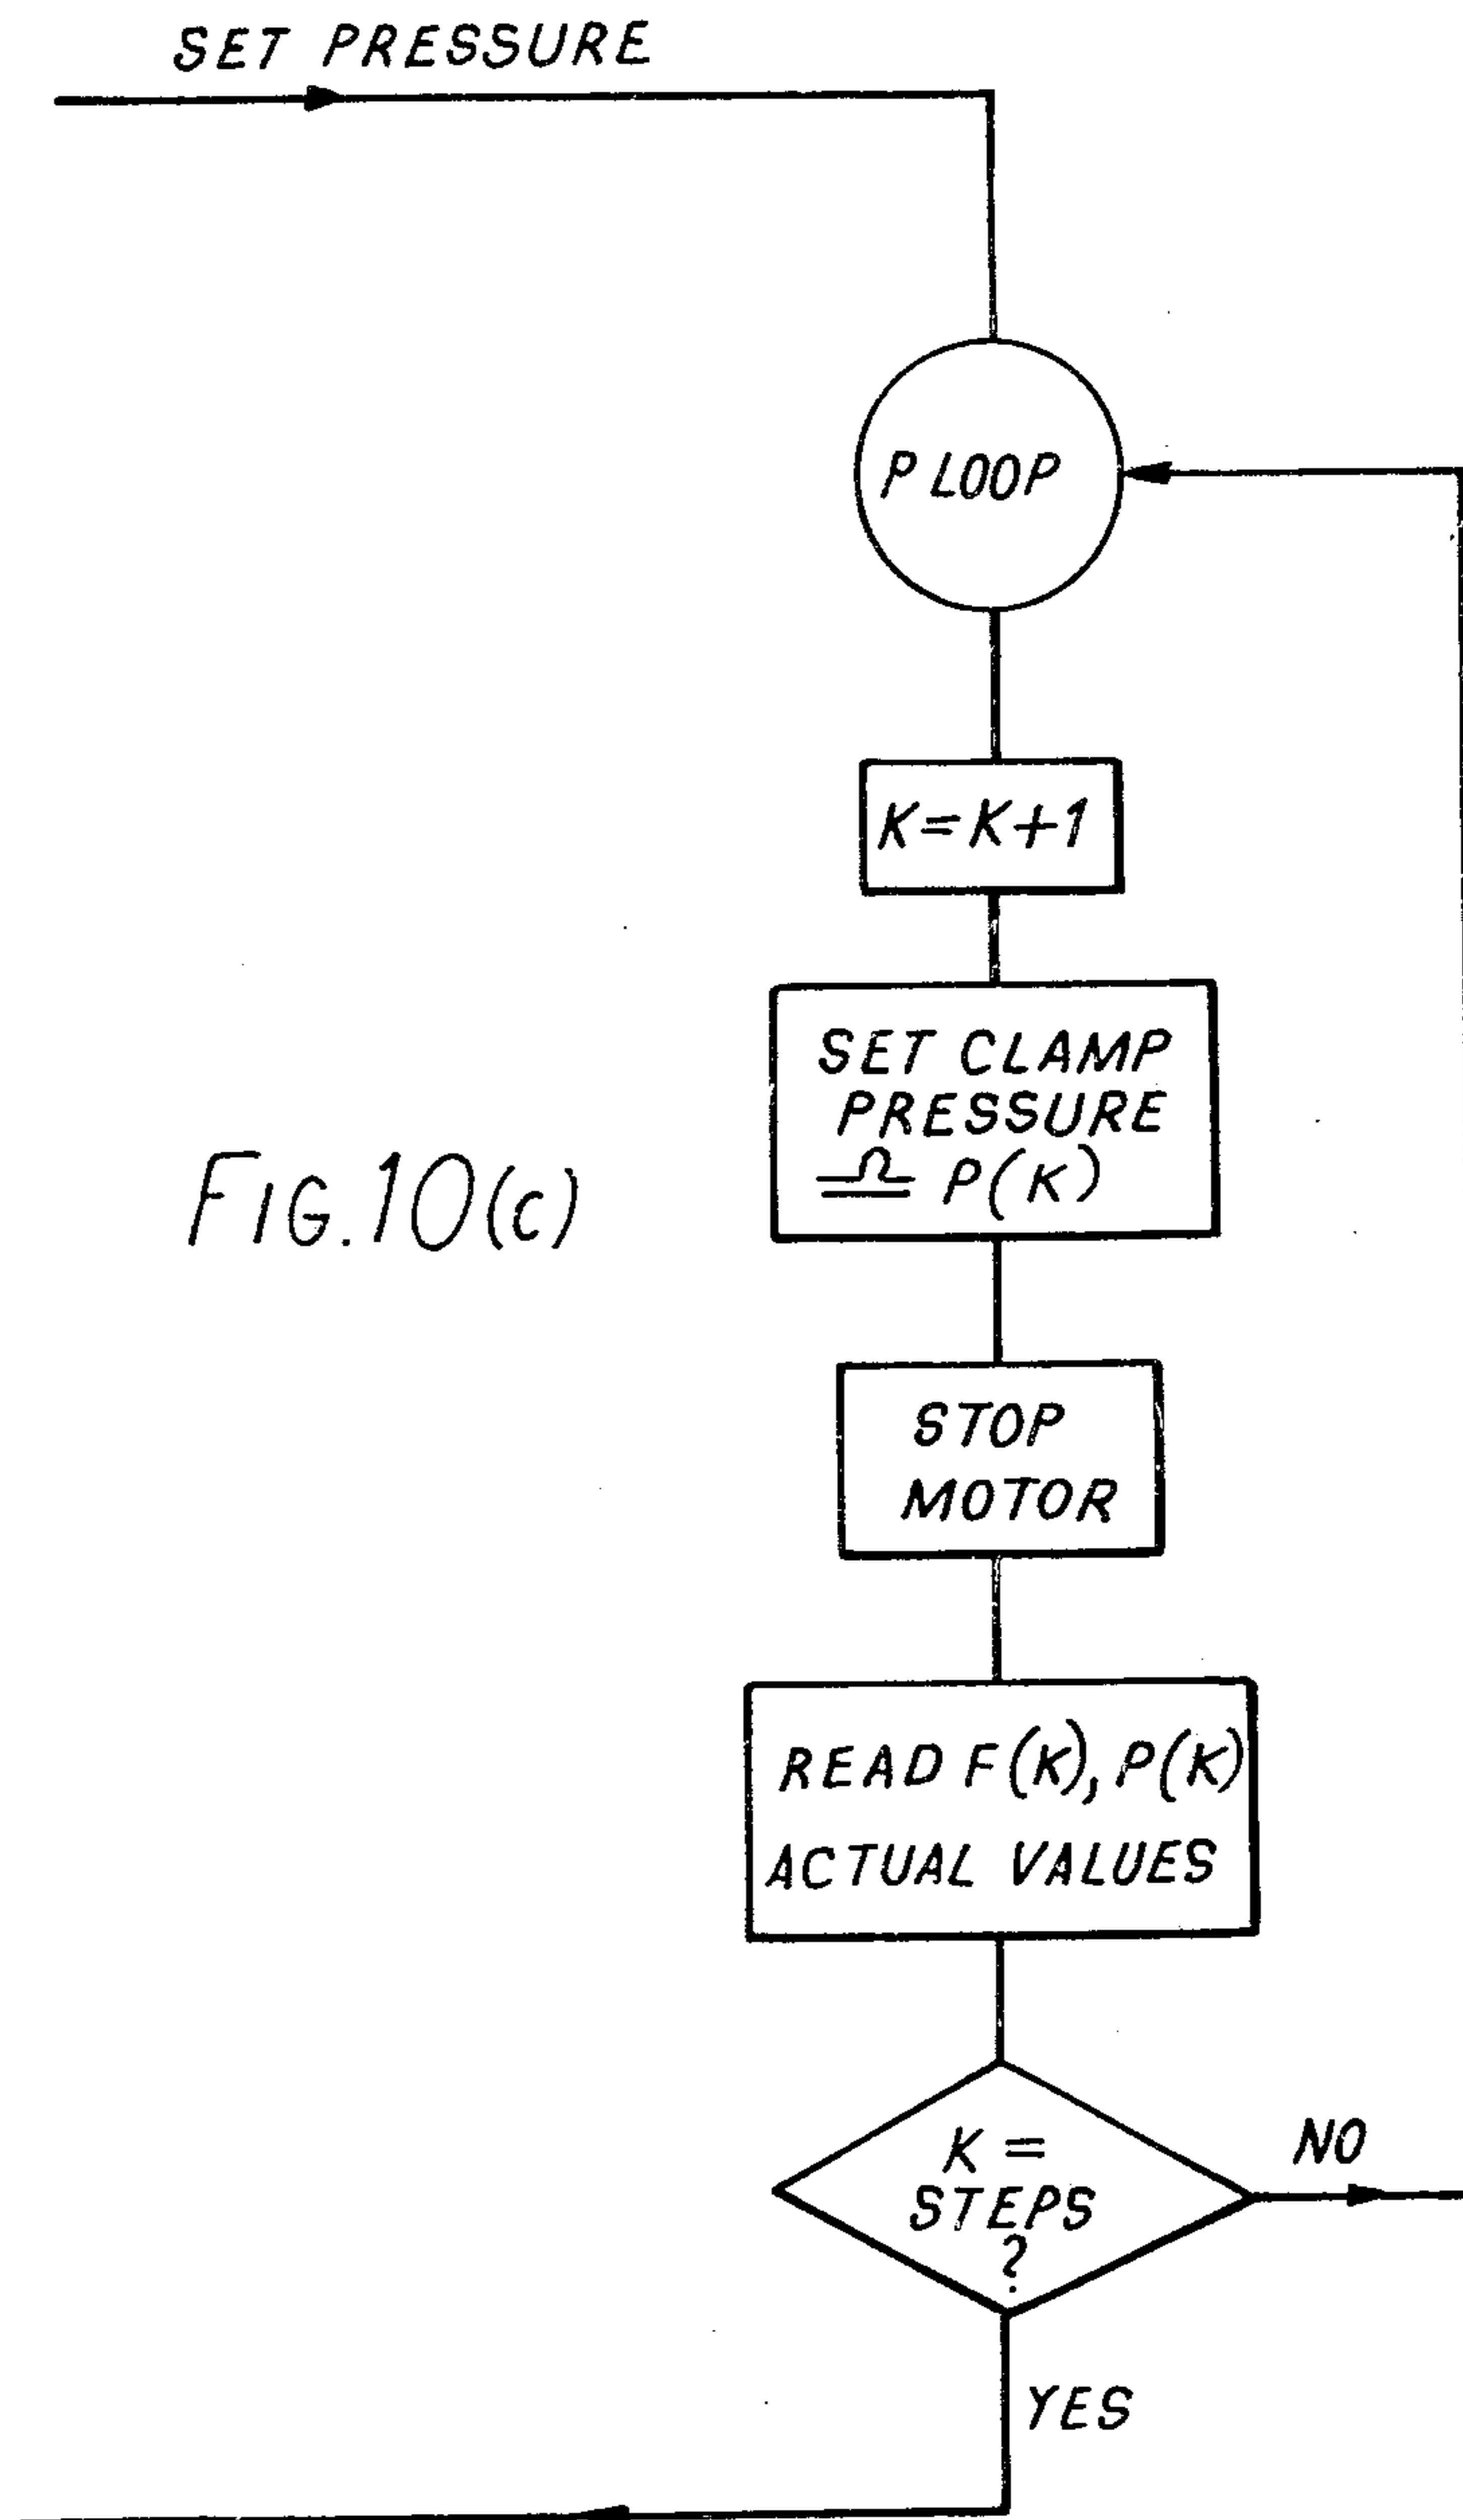 SET PRESSURE
P LOOP
K=K+1
SET CLAMP
PRESSURE
≏ P(K)
FIG.10(c)
STOP
MOTOR
READ F(K), P(K)
ACTUAL VALUES
K =
STEPS
?
NO
YES